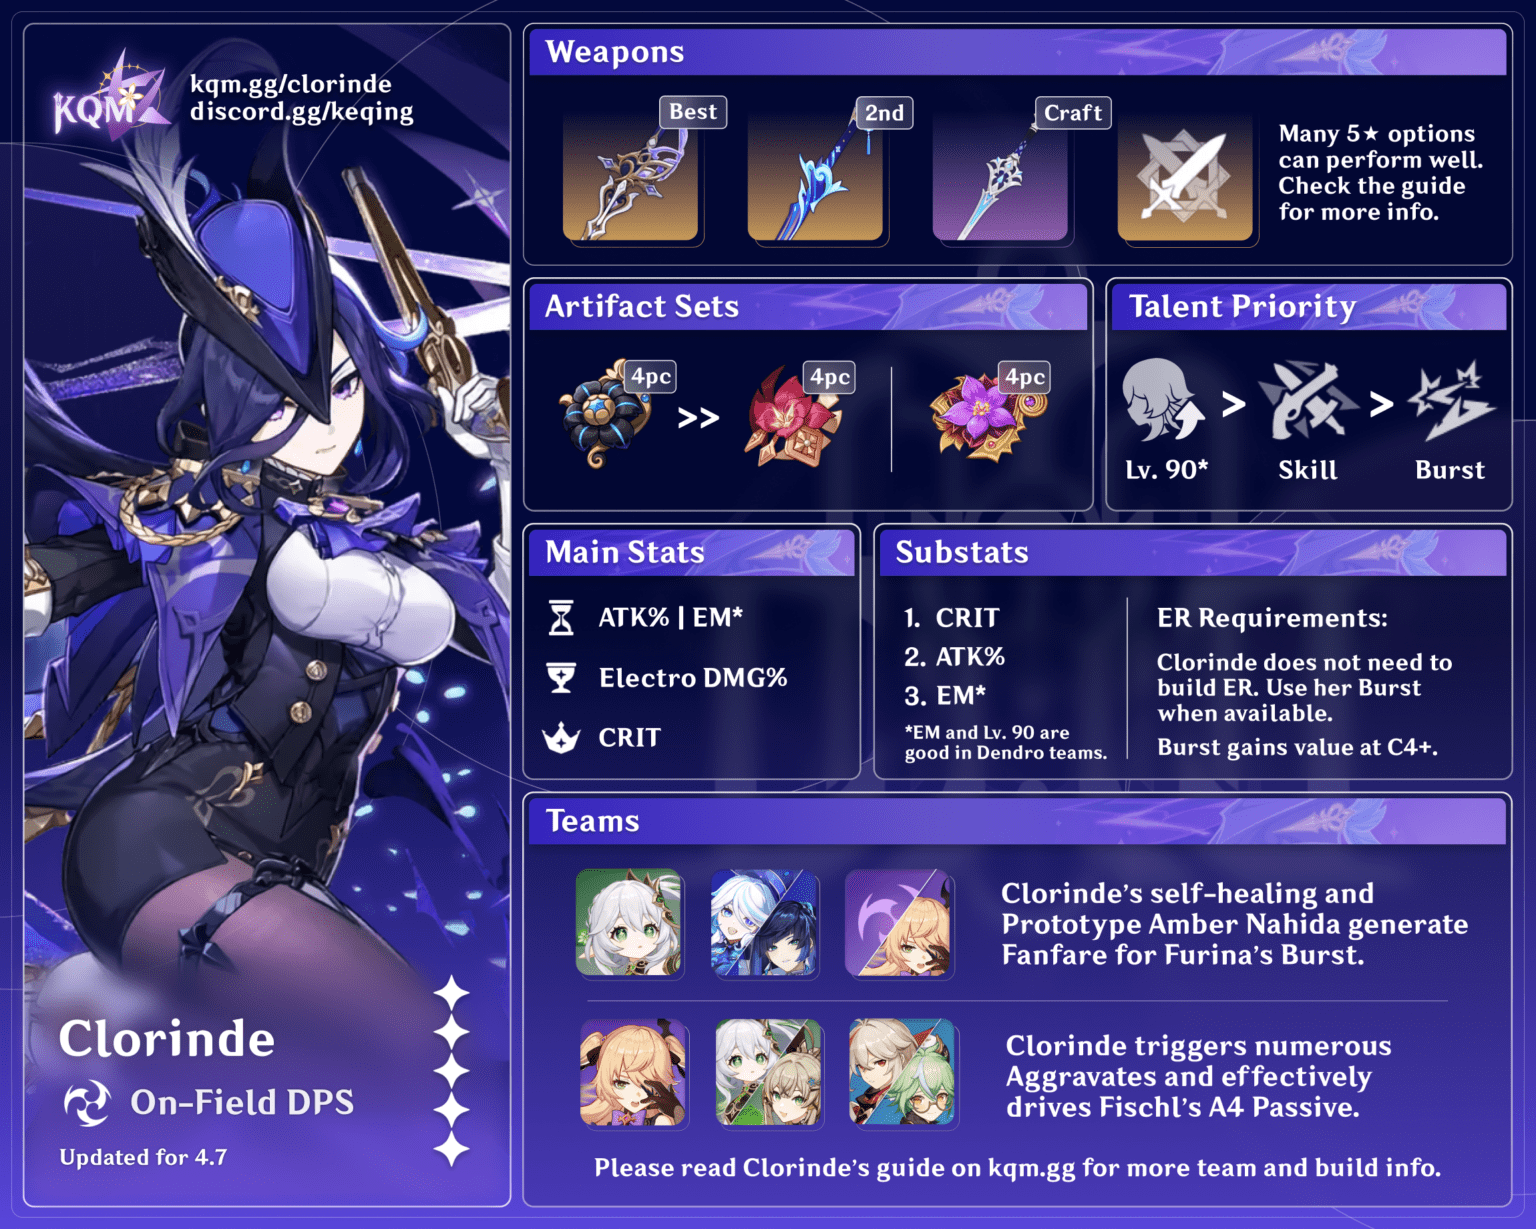 KQM
kqm.gg/clorinde
discord.gg/keqing
Clorinde
On-Field DPS
Updated for 4.7
Weapons
Best
2nd
Craft
Many 5★ options
can perform well.
Check the guide
for more info.
Artifact Sets
4pc
>>
4pc
4pc
Talent Priority
>
>
Lv. 90*
Skill
Burst
Main Stats
ATK% | EM*
Electro DMG%
CRIT
Substats
1. CRIT
2. ATK%
3. EM*
*EM and Lv. 90 are
good in Dendro teams.
ER Requirements:
Clorinde does not need to
build ER. Use her Burst
when available.
Burst gains value at C4+.
Teams
Clorinde's self-healing and
Prototype Amber Nahida generate
Fanfare for Furina's Burst.
Clorinde triggers numerous
Aggravates and effectively
drives Fischl's A4 Passive.
Please read Clorinde's guide on kqm.gg for more team and build info.